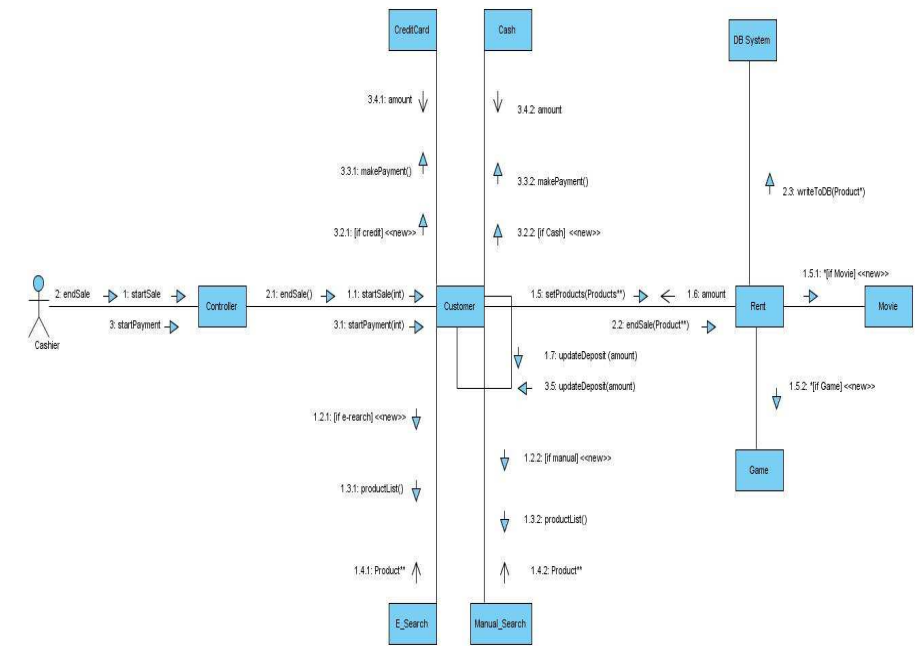 CreditCard
Cash
DB System
3.4.1: amount
3.4.2: amount
3.3.1: makePayment()
3.3.2: makePayment()
2.3: writeToDB(Product*)
3.2.1: [if credit] <<new>>
3.2.2: [if Cash] <<new>>
1.5.1: *[if Movie] <<new>>
2: endSale
1: startSale
2.1: endSale()
1.1: startSale(int)
1.5: setProducts(Products**)
1.6: amount
Controller
Customer
Rent
Movie
3: startPayment
3.1: startPayment(int)
2.2: endSale(Product**)
Cashier
1.7: updateDeposit (amount)
3.5: updateDeposit(amount)
1.5.2: *[if Game] <<new>>
1.2.1: [if e-rearch] <<new>>
1.2.2: [if manual] <<new>>
Game
1.3.1: productList()
1.3.2: productList()
1.4.1: Product**
1.4.2: Product**
E_Search
Manual_Search